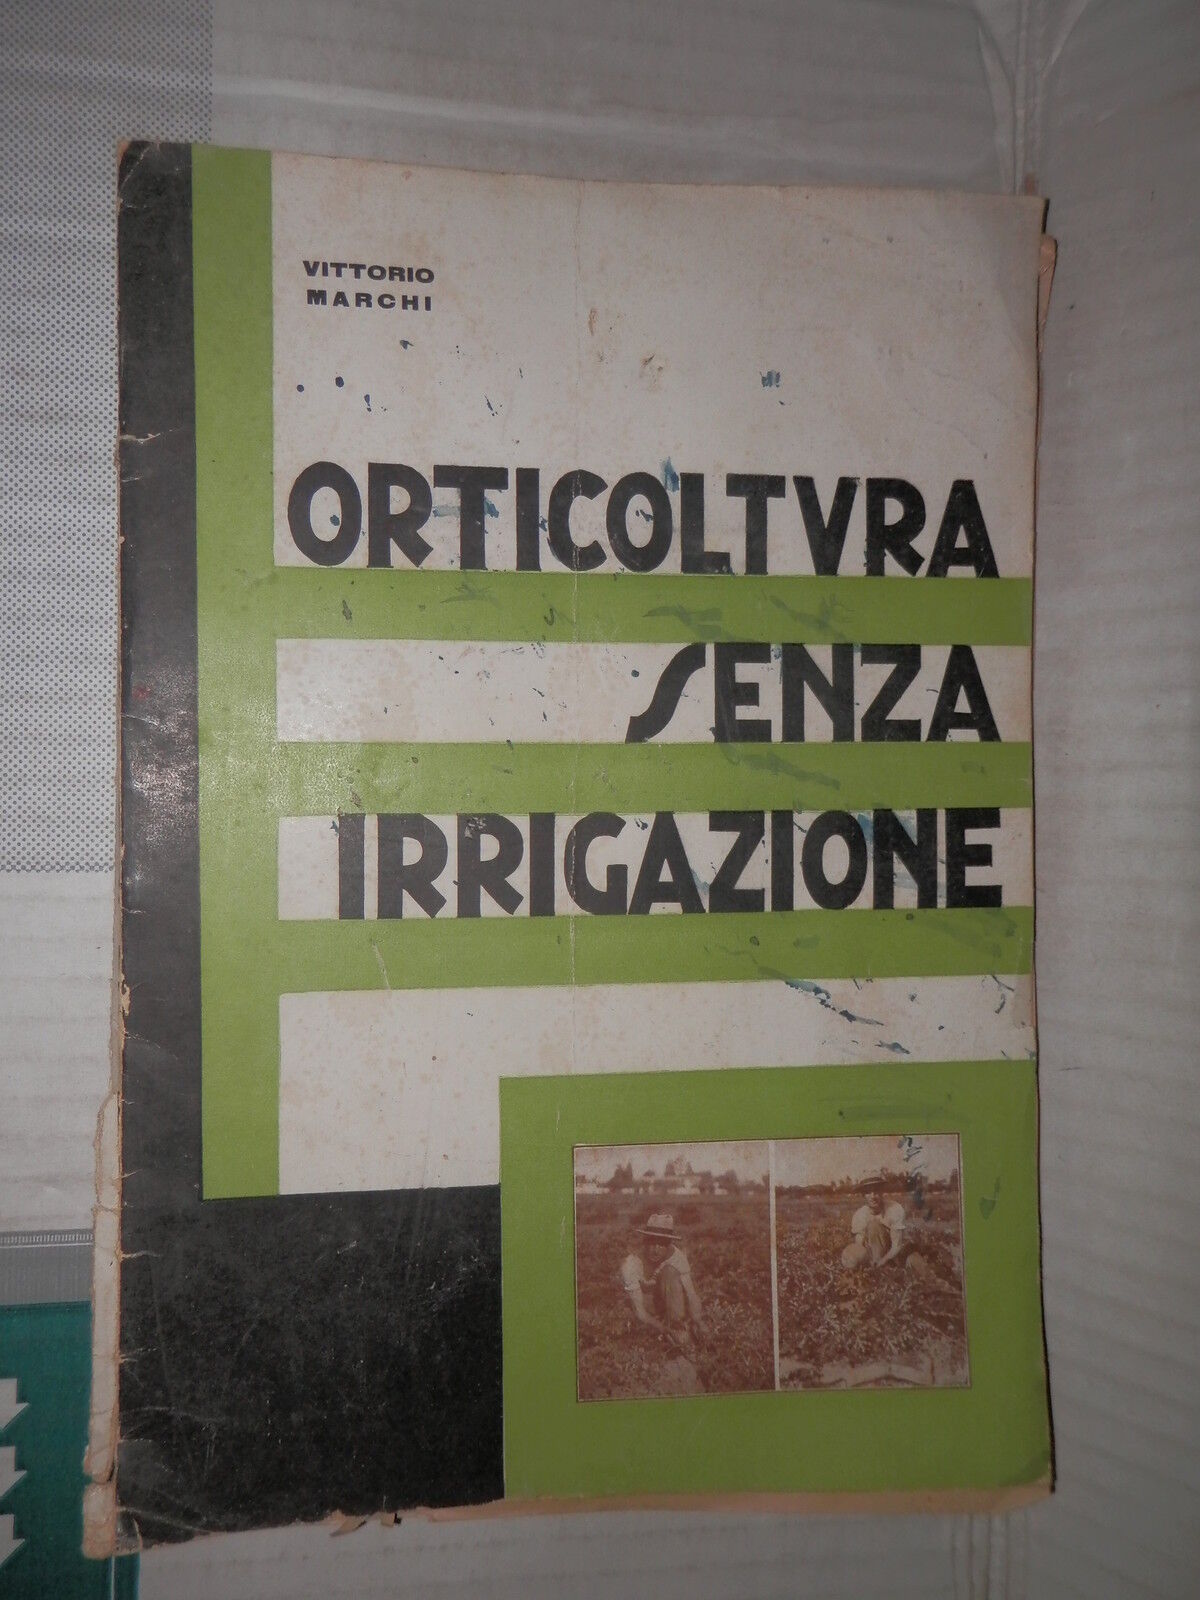 VITTORIO
MARCHI
ORTICOLTVRA
SENZA
IRRIGAZIONE